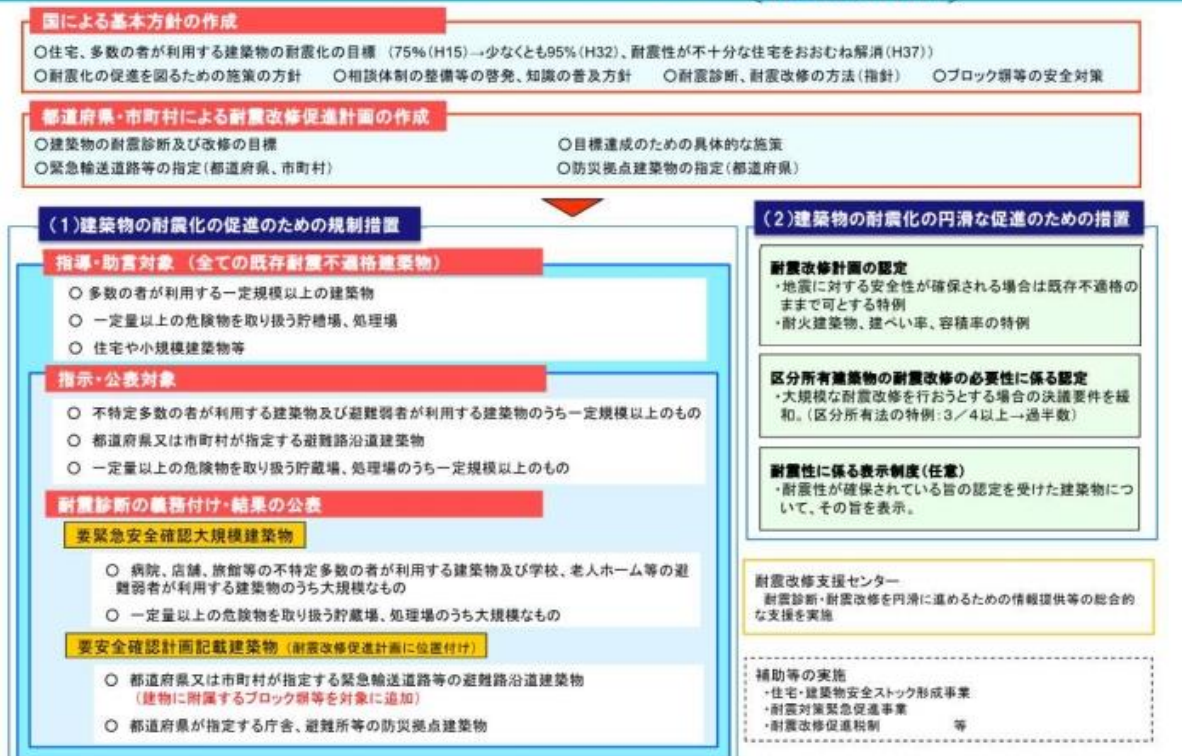 国による基本方針の作成
○住宅、多数の者が利用する建築物の耐震化の目標 (75%(H15)→少なくとも95%(H32)、耐震性が不十分な住宅をおおむね解消(H37))
○耐震化の促進を図るための施策の方針 ○相談体制の整備等の啓発、知識の普及方針 ○耐震診断、耐震改修の方法(指針) ○ブロック塀等の安全対策
都道府県・市町村による耐震改修促進計画の作成
○建築物の耐震診断及び改修の目標 ○目標達成のための具体的な施策
○緊急輸送道路等の指定(都道府県、市町村) ○防災拠点建築物の指定(都道府県)
(1)建築物の耐震化の促進のための規制措置
指導・助言対象 (全ての既存耐震不適格建築物)
○ 多数の者が利用する一定規模以上の建築物
○ 一定量以上の危険物を取り扱う貯槽場、処理場
○ 住宅や小規模建築物等
指示・公表対象
○ 不特定多数の者が利用する建築物及び避難弱者が利用する建築物のうち一定規模以上のもの
○ 都道府県又は市町村が指定する避難路沿道建築物
○ 一定量以上の危険物を取り扱う貯蔵場、処理場のうち一定規模以上のもの
耐震診断の義務付け・結果の公表
要緊急安全確認大規模建築物
○ 病院、店舗、旅館等の不特定多数の者が利用する建築物及び学校、老人ホーム等の避
難弱者が利用する建築物のうち大規模なもの
○ 一定量以上の危険物を取り扱う貯蔵場、処理場のうち大規模なもの
要安全確認計画記載建築物 (耐震改修促進計画に位置付け)
○ 都道府県又は市町村が指定する緊急輸送道路等の避難路沿道建築物
(建物に附属するブロック塀等を対象に追加)
○ 都道府県が指定する庁舎、避難所等の防災拠点建築物
(2)建築物の耐震化の円滑な促進のための措置
耐震改修計画の認定
・地震に対する安全性が確保される場合は既存不適格の
ままで可とする特例
・耐火建築物、建ぺい率、容積率の特例
区分所有建築物の耐震改修の必要性に係る認定
・大規模な耐震改修を行おうとする場合の決議要件を緩
和。(区分所有法の特例:3/4以上→過半数)
耐震性に係る表示制度(任意)
・耐震性が確保されている旨の認定を受けた建築物につ
いて、その旨を表示。
耐震改修支援センター
耐震診断・耐震改修を円滑に進めるための情報提供等の総合的
な支援を実施
補助等の実施
・住宅・建築物安全ストック形成事業
・耐震対策緊急促進事業
・耐震改修促進税制 等